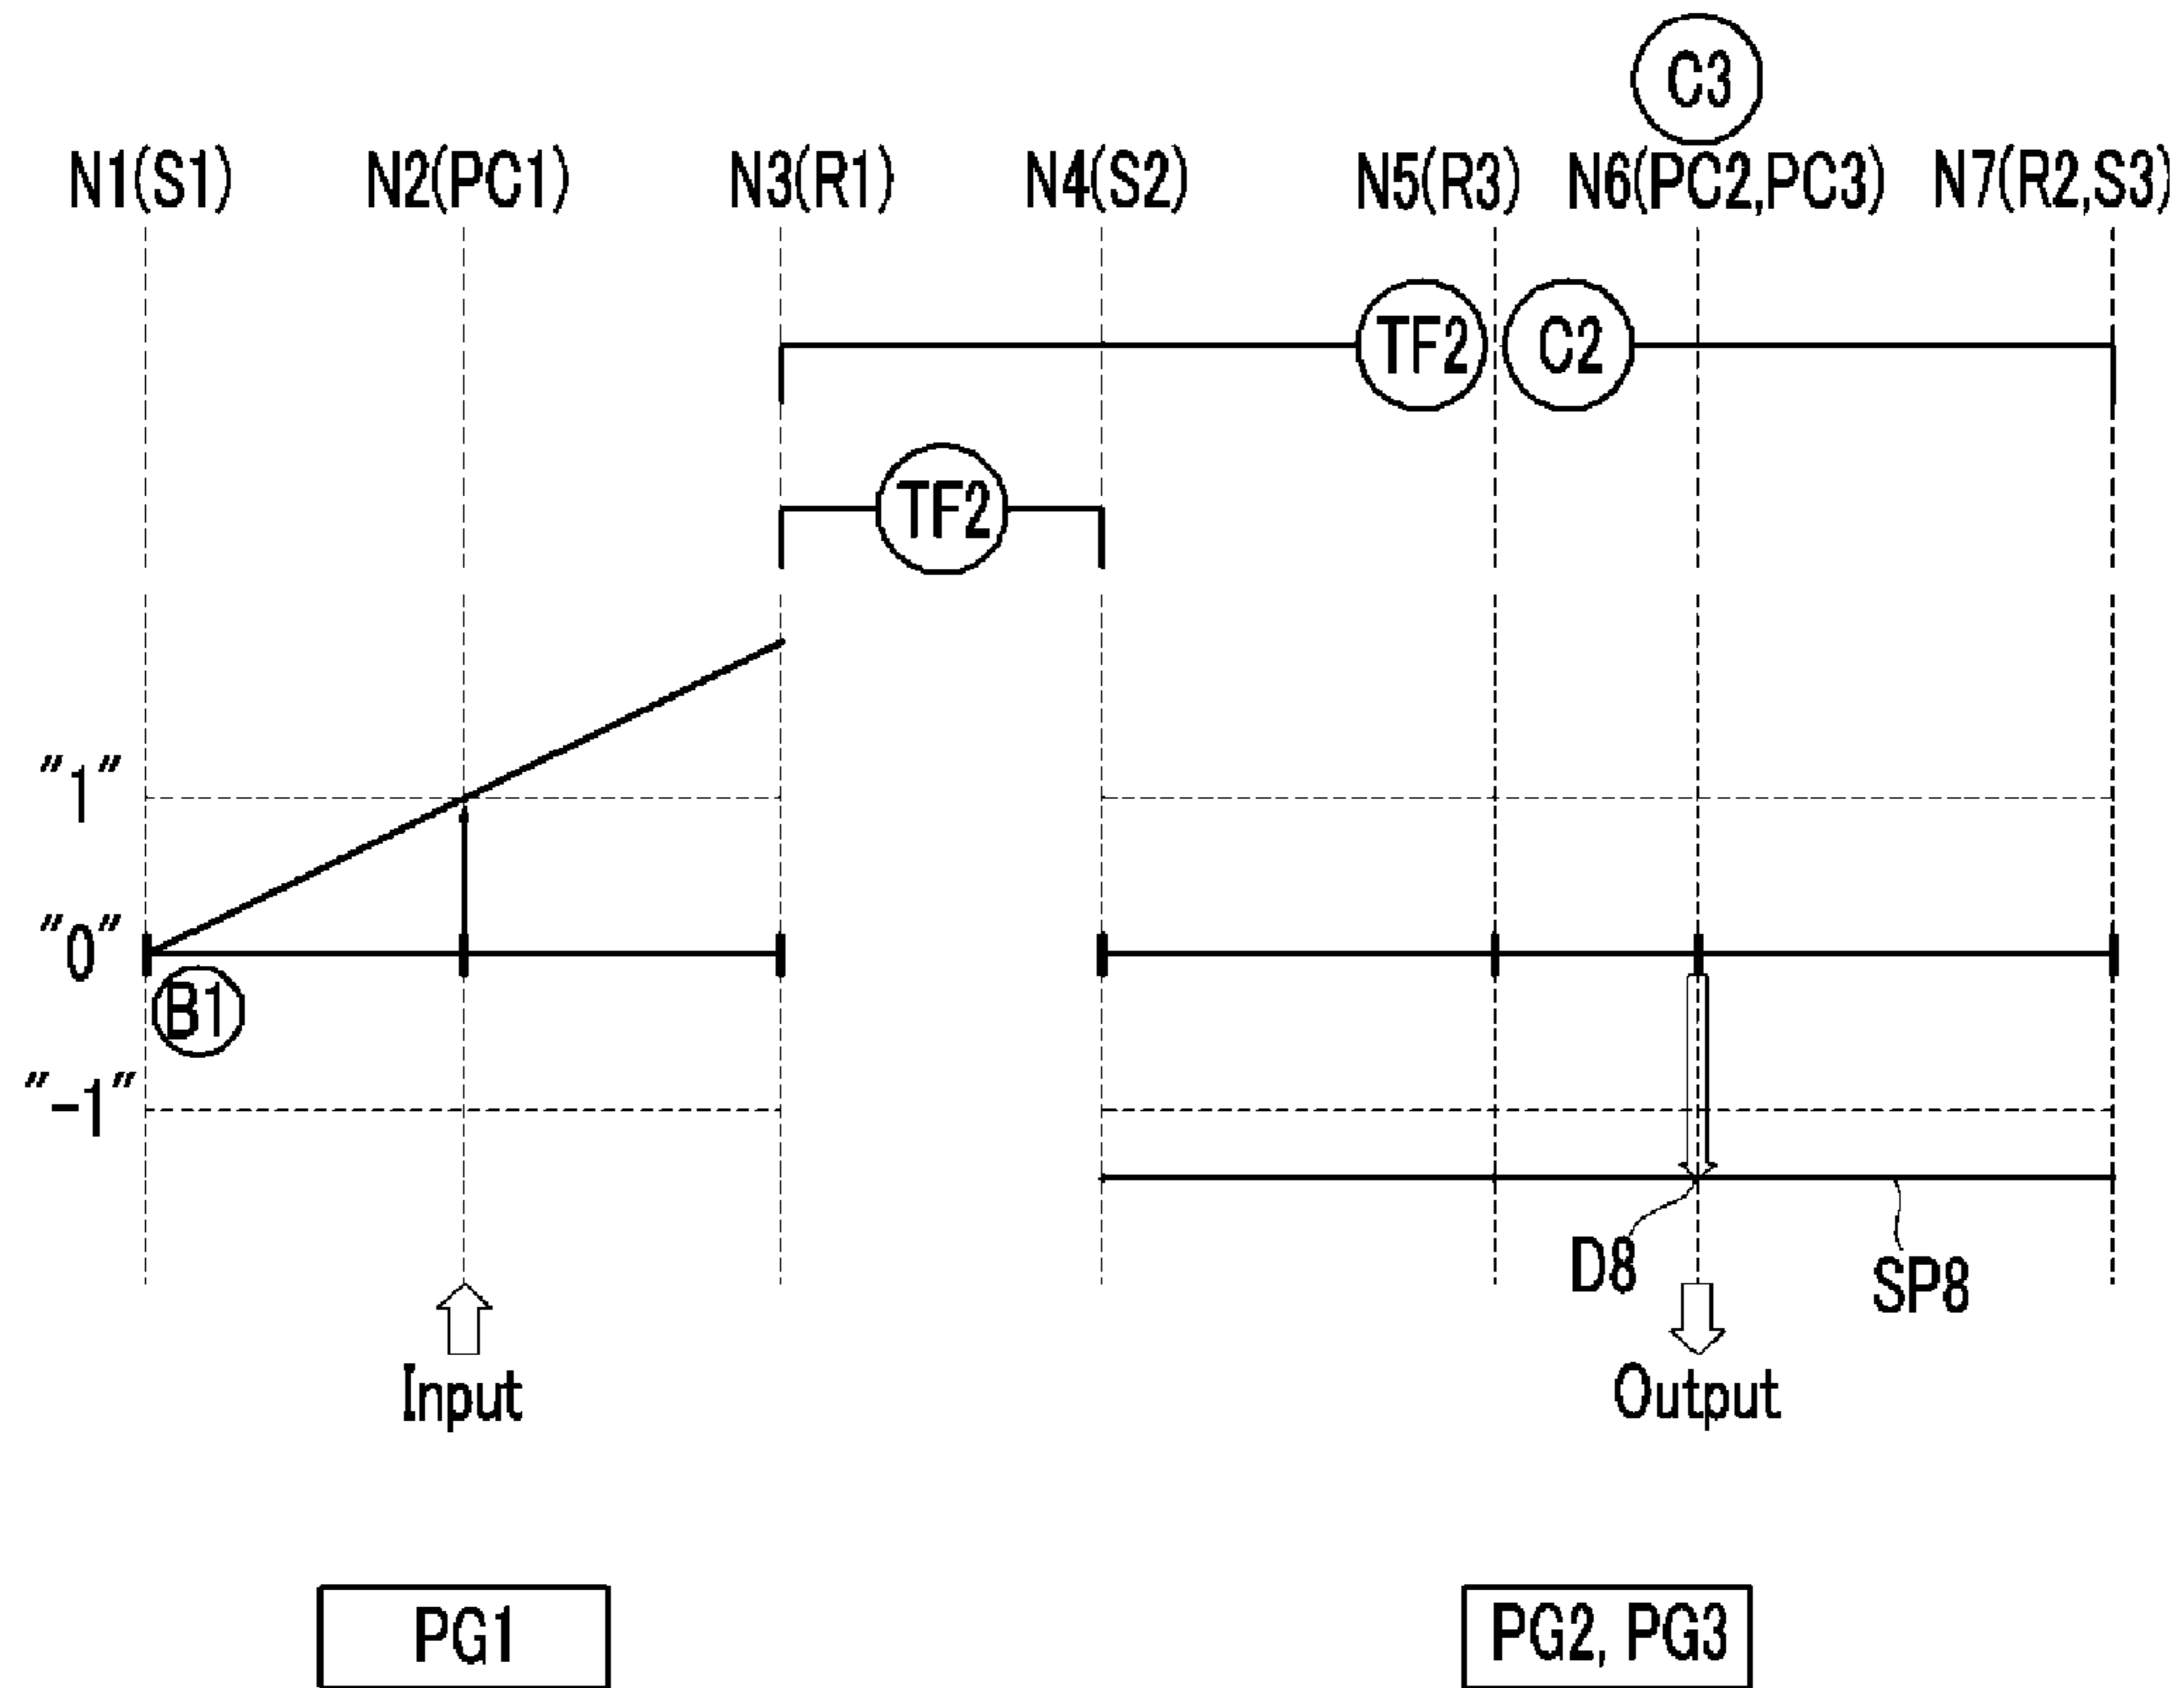 C3
N1(S1) N2(PC1) N3(R1) N4(S2) N5(R3) N6(PC2,PC3) N7(R2,S3)
TF2 C2
TF2
"1"
"0"
B1
"-1"
D8 SP8
Input Output
PG1 PG2, PG3